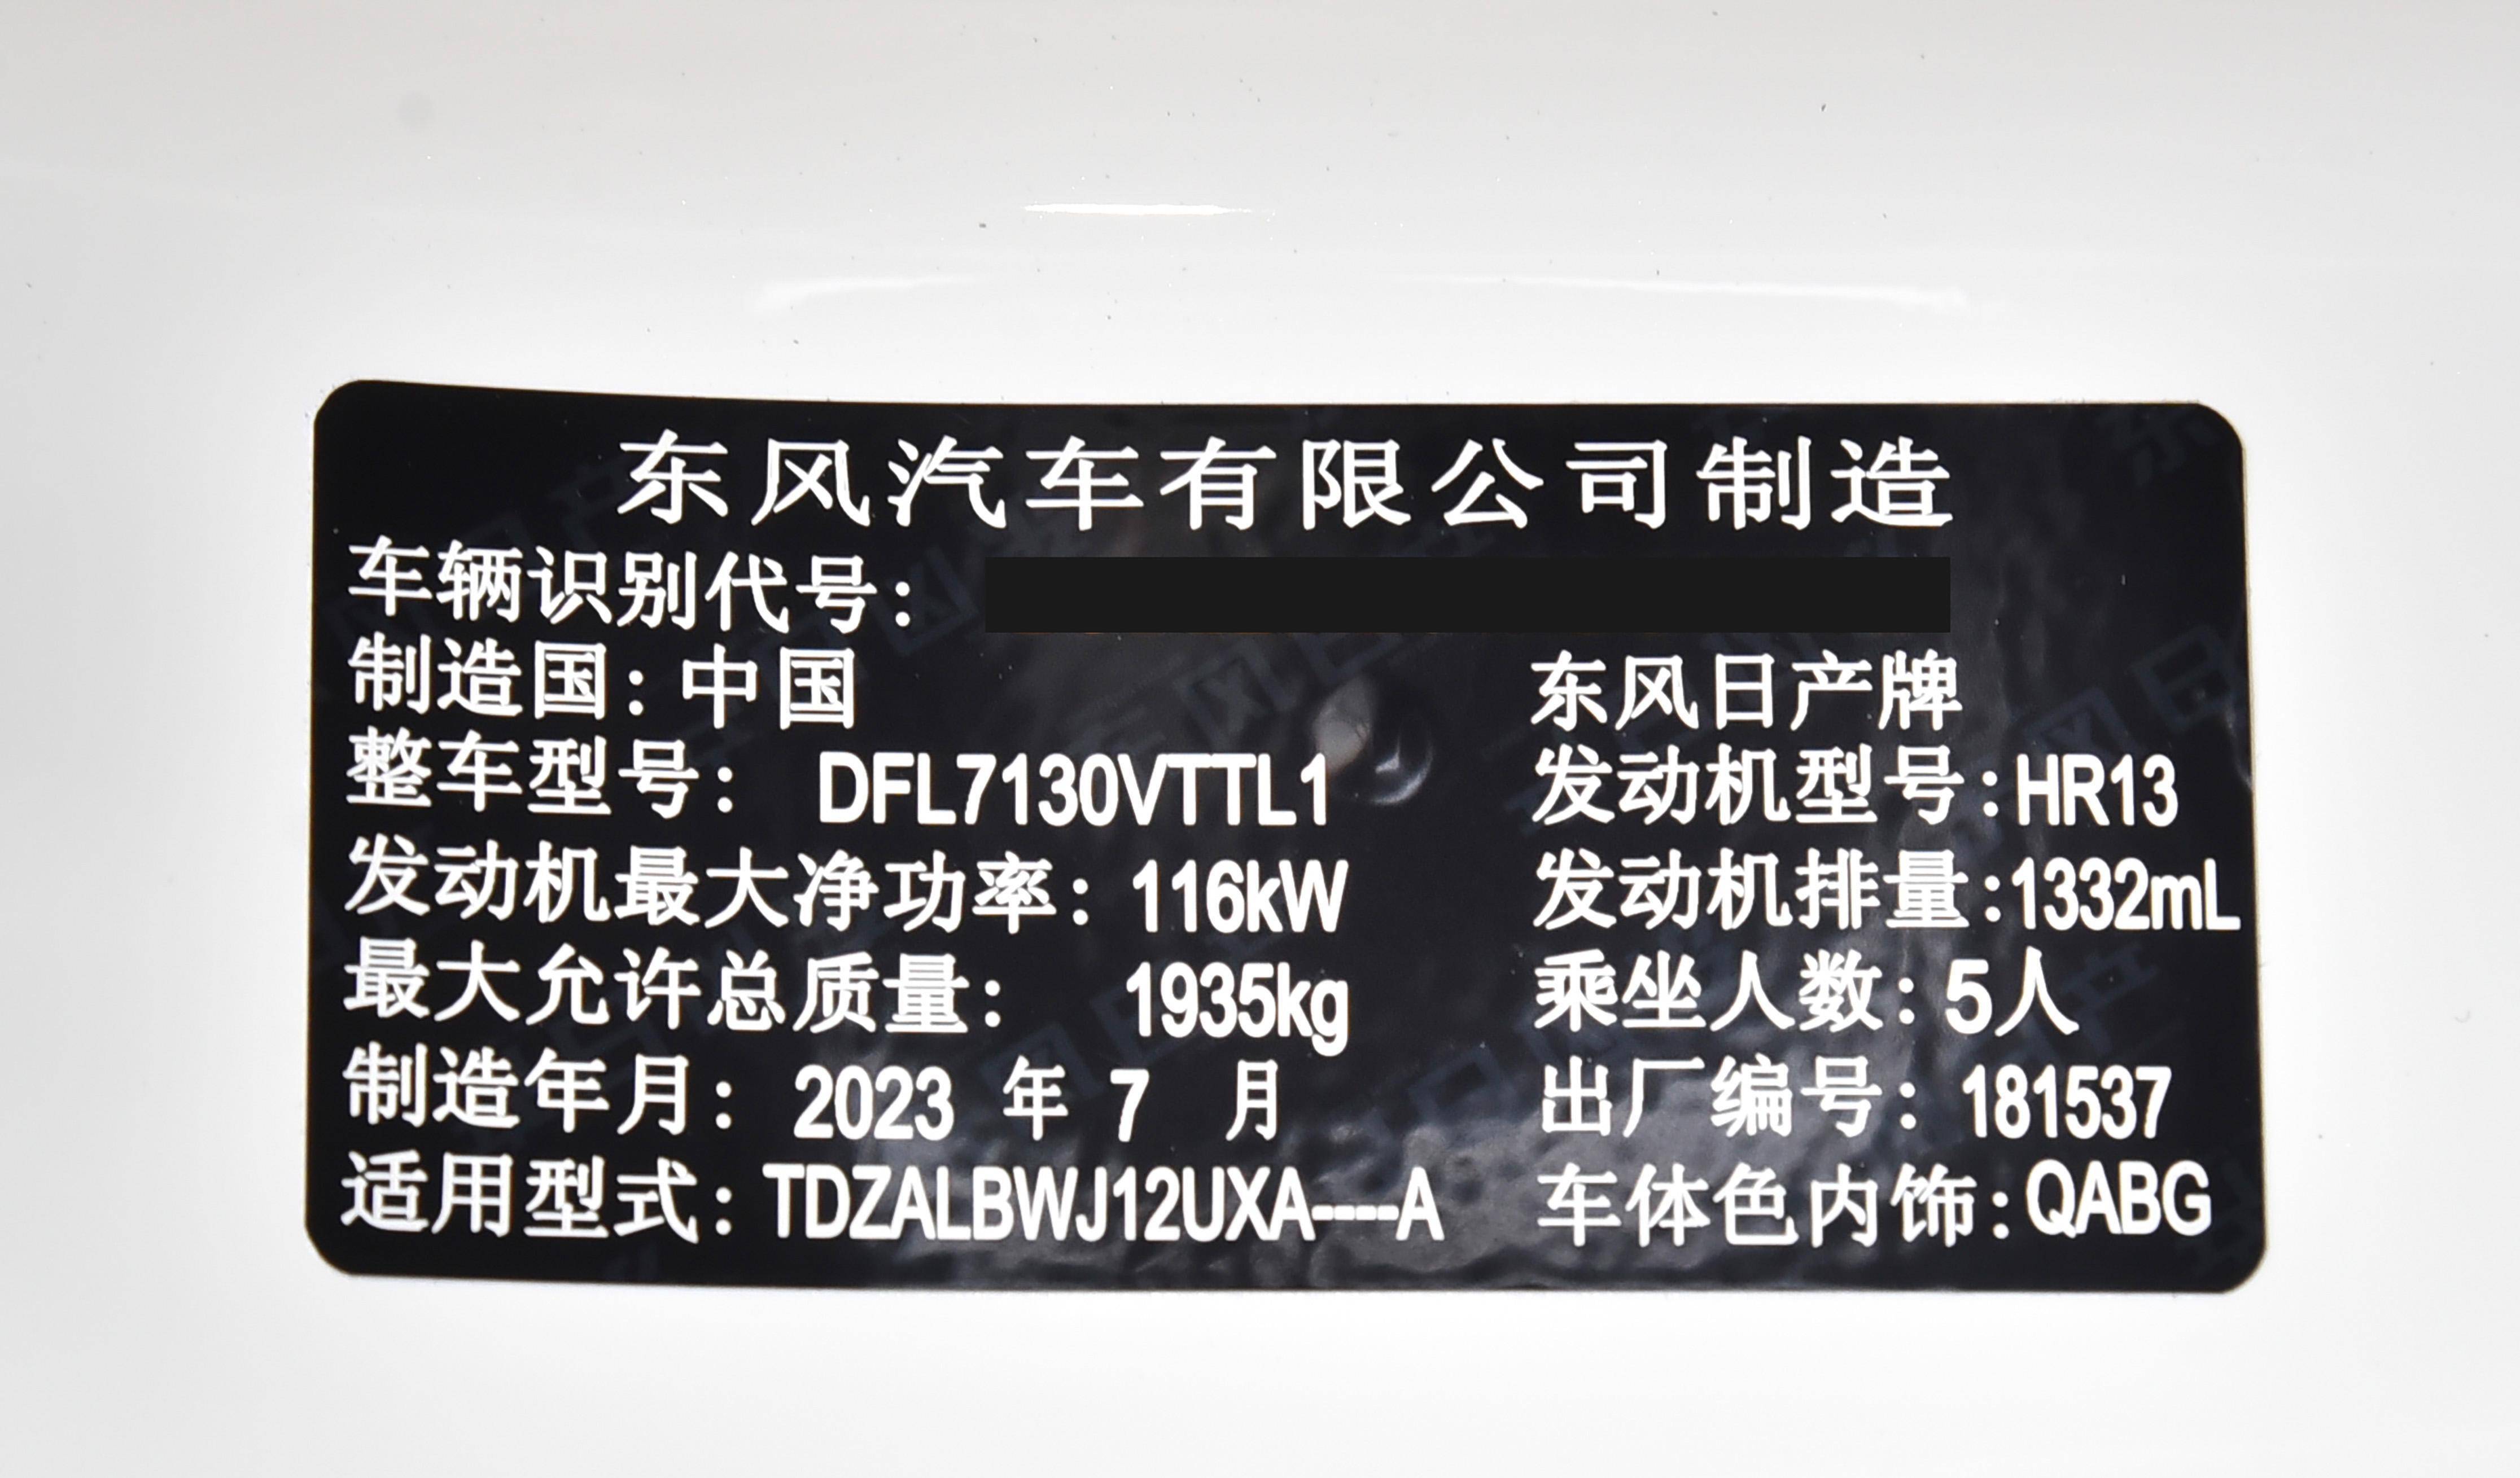 东风汽车有限公司制造
车辆识别代号：
制造国：中国 东风日产牌
整车型号： DFL7130VTTL1 发动机型号：HR13
发动机最大净功率：116kW 发动机排量：1332mL
最大允许总质量： 1935kg 乘坐人数：5人
制造年月： 2023 年 7 月 出厂编号：181537
适用型式：TDZALBWJ12UXA----A 车体色内饰：QABG